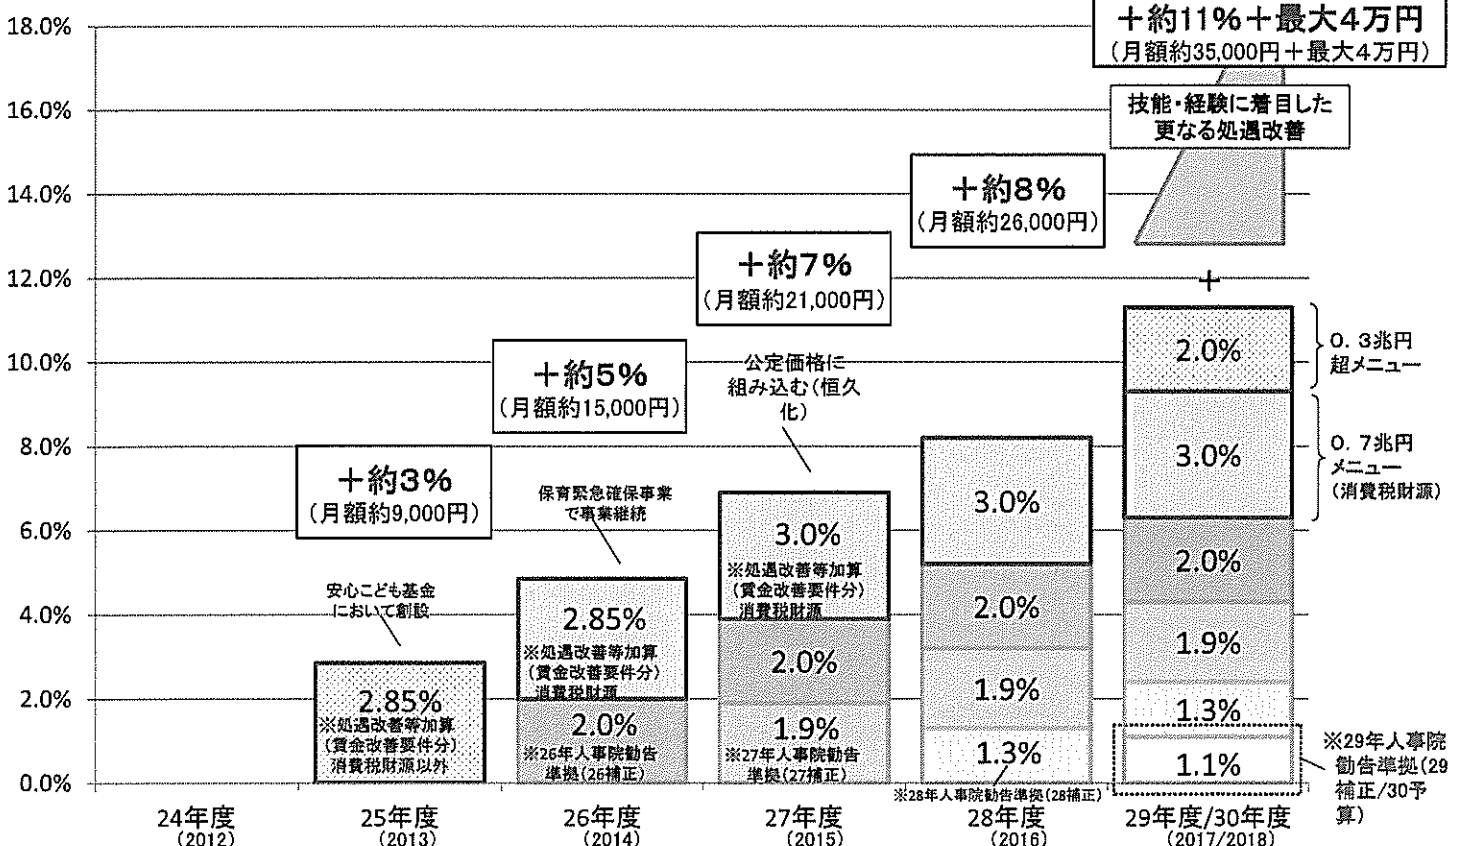 ＋約11%＋最大4万円
（月額約35,000円＋最大4万円）
技能・経験に着目した
更なる処遇改善
＋約8%
（月額約26,000円）
＋約7%
（月額約21,000円）
＋約5%
（月額約15,000円）
＋約3%
（月額約9,000円）
18.0%
16.0%
14.0%
12.0%
10.0%
8.0%
6.0%
4.0%
2.0%
0.0%
安心こども基金
において創設
2.85%
※処遇改善等加算
（賃金改善要件分）
消費税財源以外
保育緊急確保事業
で事業継続
2.85%
※処遇改善等加算
（賃金改善要件分）
消費税財源
2.0%
※26年人事院勧告
準拠（26補正）
公定価格に
組み込む（恒久
化）
3.0%
※処遇改善等加算
（賃金改善要件分）
消費税財源
2.0%
1.9%
※27年人事院勧告
準拠（27補正）
3.0%
2.0%
1.9%
1.3%
※28年人事院勧告準拠（28補正）
＋
2.0%
3.0%
2.0%
1.9%
1.3%
1.1%
0．3兆円
超メニュー
0．7兆円
メニュー
（消費税財源）
※29年人事院
勧告準拠（29
補正/30予
算）
24年度
（2012）
25年度
（2013）
26年度
（2014）
27年度
（2015）
28年度
（2016）
29年度/30年度
（2017/2018）